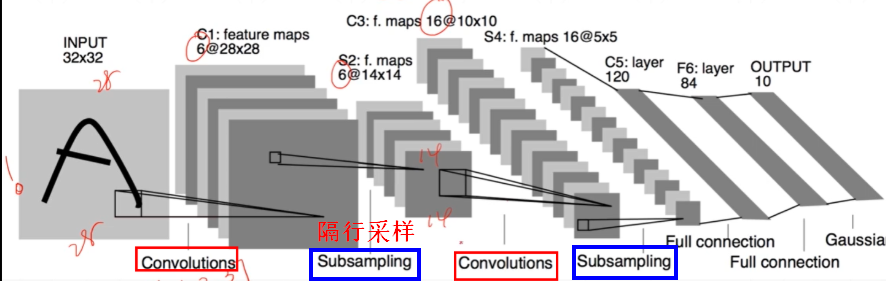 INPUT
32x32
28
28
C1: feature maps
6@28x28
S2: f. maps
6@14x14
C3: f. maps 16@10x10
S4: f. maps 16@5x5
C5: layer
120
F6: layer
84
OUTPUT
10
14
14
隔行采样
Convolutions
Subsampling
Convolutions
Subsampling
Full connection
Full connection
Gaussian